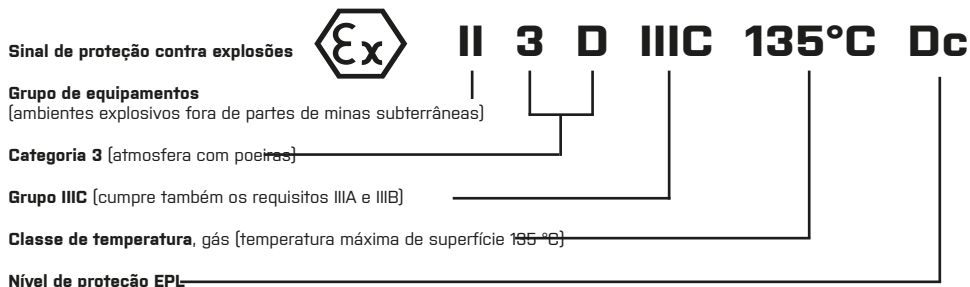 Sinal de proteção contra explosões Ex II 3 D IIIC 135°C Dc
Grupo de equipamentos
(ambientes explosivos fora de partes de minas subterrâneas)
Categoria 3 (atmosfera com poeiras)
Grupo IIIC (cumpre também os requisitos IIIA e IIIB)
Classe de temperatura, gás (temperatura máxima de superfície 135 °C)
Nível de proteção EPL